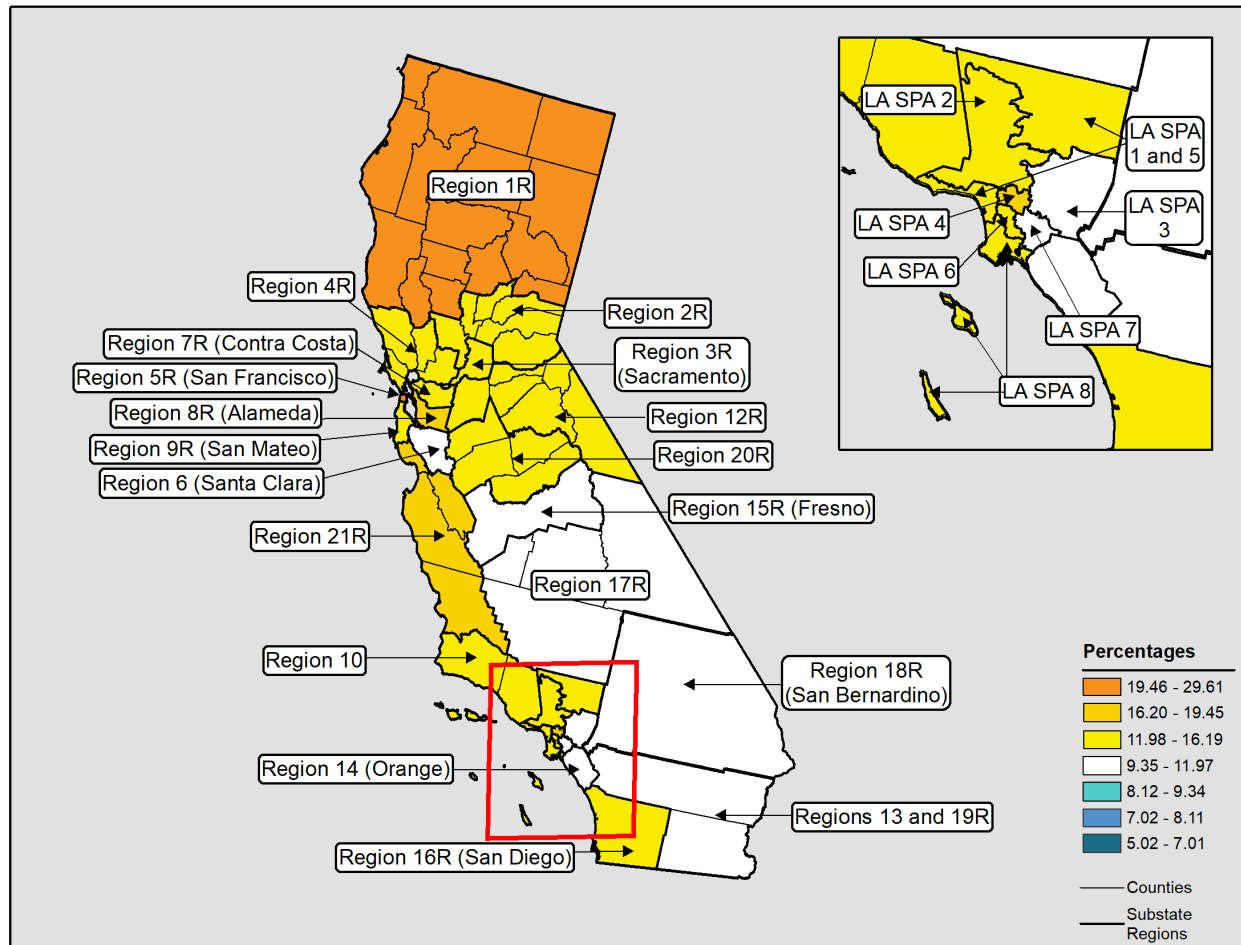 Region 1R
Region 4R
Region 2R
Region 7R (Contra Costa)
Region 3R
(Sacramento)
Region 5R (San Francisco)
Region 8R (Alameda)
Region 12R
Region 9R (San Mateo)
Region 20R
Region 6 (Santa Clara)
Region 15R (Fresno)
Region 21R
Region 17R
Region 10
Region 18R
(San Bernardino)
Region 14 (Orange)
Regions 13 and 19R
Region 16R (San Diego)
LA SPA 2
LA SPA
1 and 5
LA SPA 4
LA SPA
3
LA SPA 6
LA SPA 7
LA SPA 8
Percentages
19.46 - 29.61
16.20 - 19.45
11.98 - 16.19
9.35 - 11.97
8.12 - 9.34
7.02 - 8.11
5.02 - 7.01
Counties
Substate
Regions